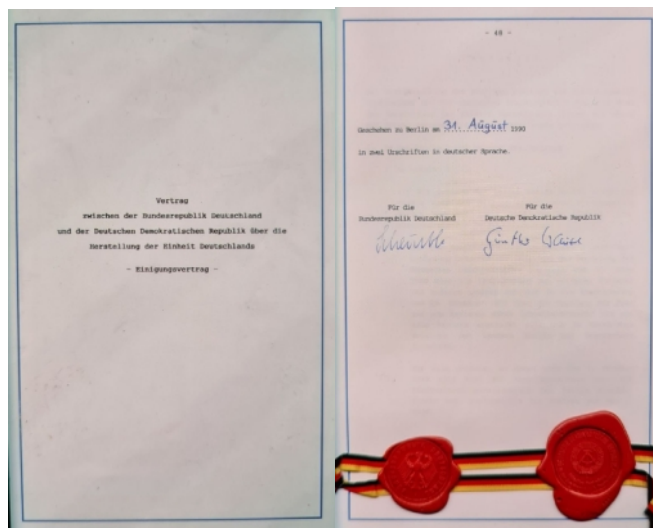 Vertrag
zwischen der Bundesrepublik Deutschland
und der Deutschen Demokratischen Republik über die
Herstellung der Einheit Deutschlands
- Einigungsvertrag -
- 48 -
Geschehen zu Berlin am 31. August 1990
in zwei Urschriften in deutscher Sprache.
Für die
Bundesrepublik Deutschland
Für die
Deutsche Demokratische Republik
Schäuble
Günther Krause